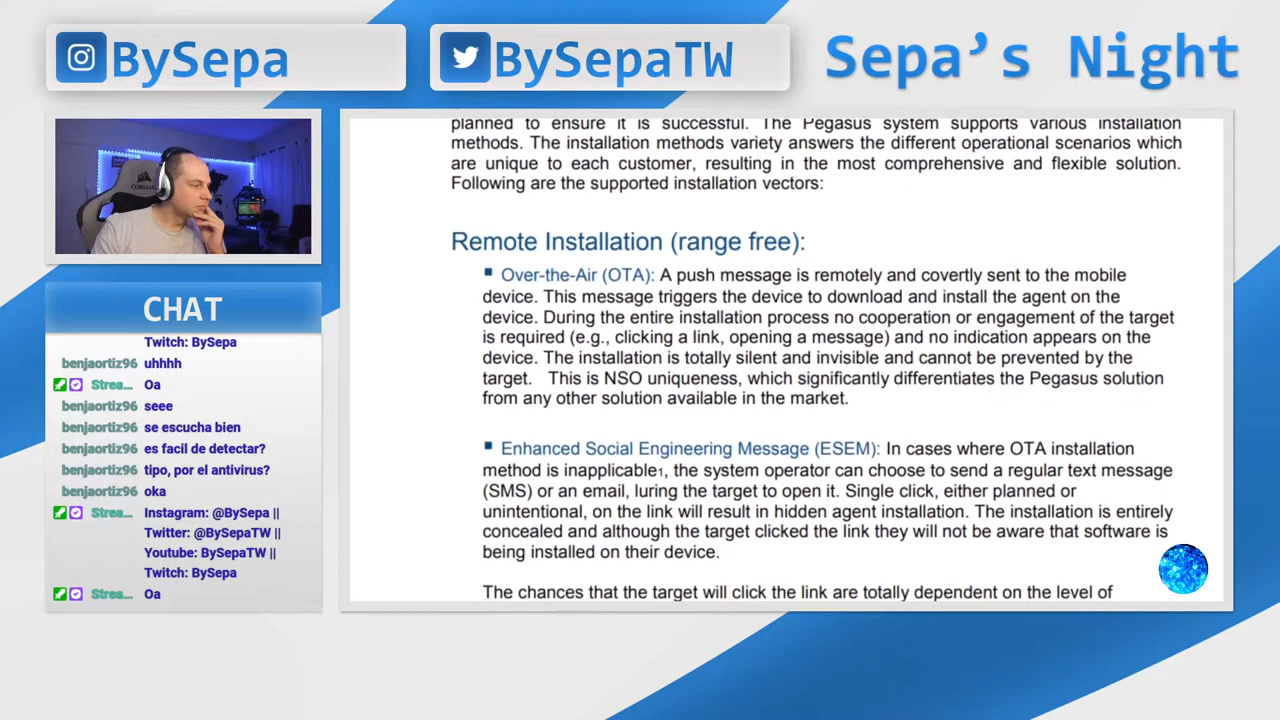 BySepa
BySepaTW
Sepa's Night
CHAT
Twitch: BySepa
benjaortiz96 uhhhh
Strea... Oa
benjaortiz96 seee
benjaortiz96 se escucha bien
benjaortiz96 es facil de detectar?
benjaortiz96 tipo, por el antivirus?
benjaortiz96 oka
Strea... Instagram: @BySepa ||
Twitter: @BySepaTW ||
Youtube: BySepaTW ||
Twitch: BySepa
Strea... Oa
planned to ensure it is successful. The Pegasus system supports various installation
methods. The installation methods variety answers the different operational scenarios which
are unique to each customer, resulting in the most comprehensive and flexible solution.
Following are the supported installation vectors:
Remote Installation (range free):
▪ Over-the-Air (OTA): A push message is remotely and covertly sent to the mobile
device. This message triggers the device to download and install the agent on the
device. During the entire installation process no cooperation or engagement of the target
is required (e.g., clicking a link, opening a message) and no indication appears on the
device. The installation is totally silent and invisible and cannot be prevented by the
target. This is NSO uniqueness, which significantly differentiates the Pegasus solution
from any other solution available in the market.
▪ Enhanced Social Engineering Message (ESEM): In cases where OTA installation
method is inapplicable1, the system operator can choose to send a regular text message
(SMS) or an email, luring the target to open it. Single click, either planned or
unintentional, on the link will result in hidden agent installation. The installation is entirely
concealed and although the target clicked the link they will not be aware that software is
being installed on their device.
The chances that the target will click the link are totally dependent on the level of